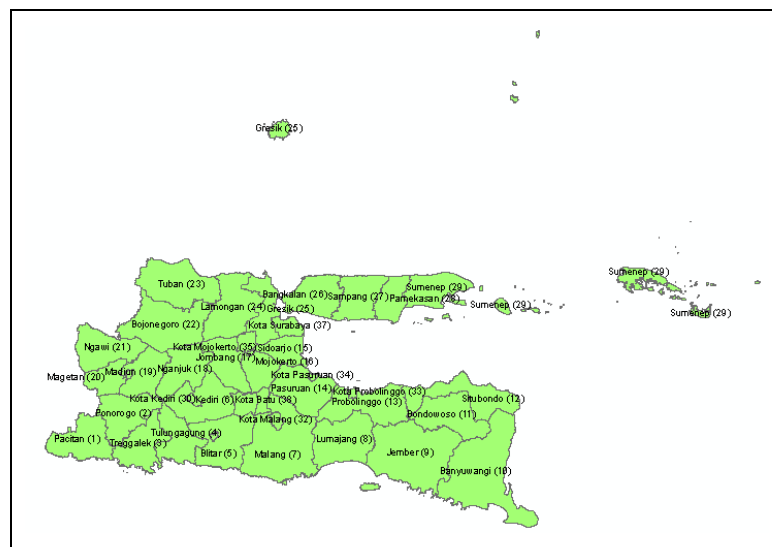 Gresik (25)
Sumenep (29)
Tuban (23)
Sumenep (29)
Bangkalan (26)
Sampang (27)
Pamekasan (28)
Sumenep (29)
Lamongan (24)
Gresik (25)
Sumenep (29)
Bojonegoro (22)
Kota Surabaya (37)
Ngawi (21)
Kota Mojokerto (35)
Sidoarjo (15)
Jombang (17)
Mojokerto (16)
Magetan (20)
Madiun (19)
Nganjuk (18)
Kota Pasuruan (34)
Pasuruan (14)
Kota Probolinggo (33)
Probolinggo (13)
Situbondo (12)
Kota Kediri (30)
Kediri (6)
Kota Batu (38)
Ponorogo (2)
Bondowoso (11)
Kota Malang (32)
Pacitan (1)
Treggalek (3)
Tulungagung (4)
Lumajang (8)
Blitar (5)
Malang (7)
Jember (9)
Banyuwangi (10)